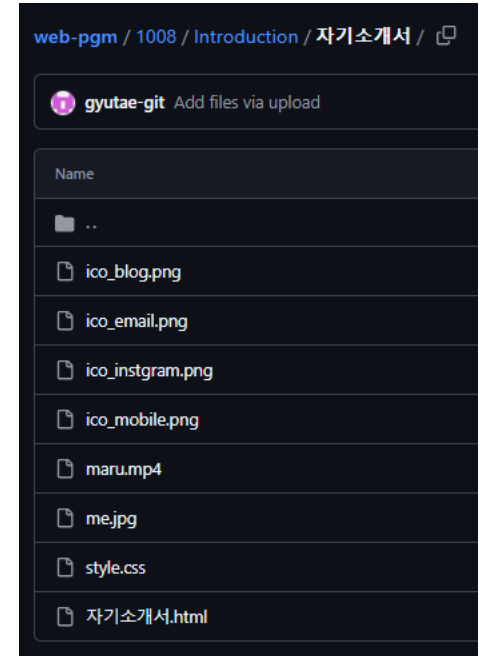 web-pgm / 1008 / Introduction / 자기소개서 /
gyutae-git Add files via upload
Name
..
ico_blog.png
ico_email.png
ico_instgram.png
ico_mobile.png
maru.mp4
me.jpg
style.css
자기소개서.html